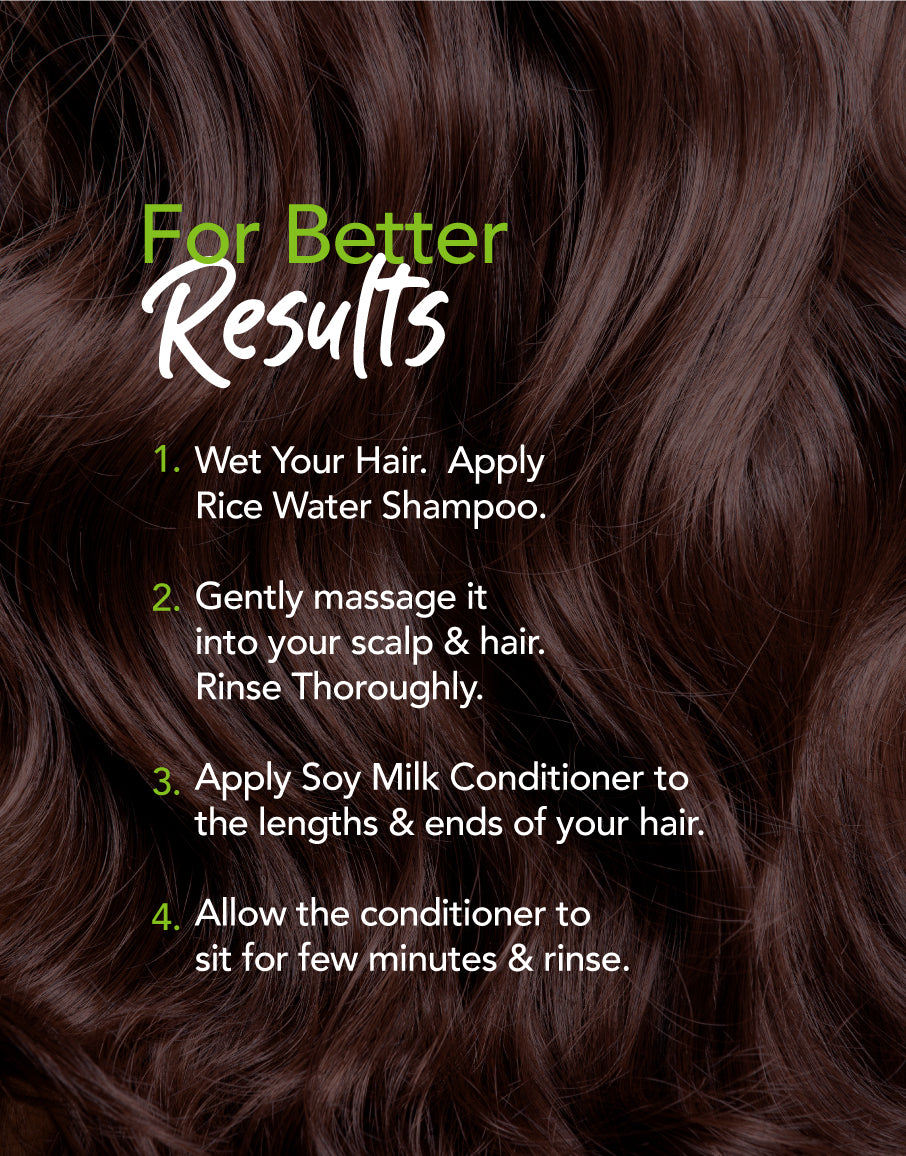 For Better
Results
1. Wet Your Hair.  Apply
Rice Water Shampoo.
2. Gently massage it
into your scalp & hair.
Rinse Thoroughly.
3. Apply Soy Milk Conditioner to
the lengths & ends of your hair.
4. Allow the conditioner to
sit for few minutes & rinse.